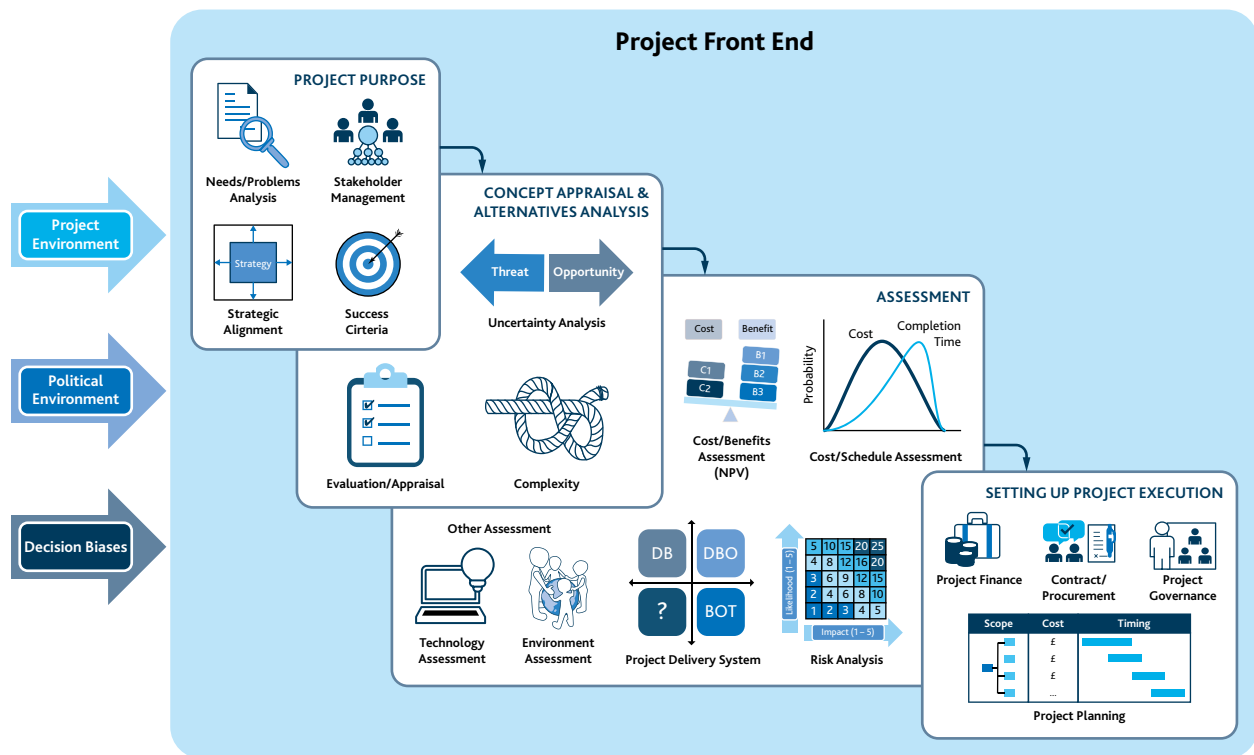 Project Front End
Project
Environment
Political
Environment
Decision Biases
PROJECT PURPOSE
Needs/Problems
Analysis
Stakeholder
Management
Strategy
Strategic
Alignment
Success
Cirteria
CONCEPT APPRAISAL &
ALTERNATIVES ANALYSIS
Threat
Opportunity
Uncertainty Analysis
Evaluation/Appraisal
Complexity
ASSESSMENT
Cost
Benefit
C1
C2
B1
B2
B3
Cost/Benefits
Assessment
(NPV)
Probability
Cost
Completion
Time
Cost/Schedule Assessment
Other Assessment
Technology
Assessment
Environment
Assessment
DB
DBO
?
BOT
Project Delivery System
Likelihood (1 – 5)
5 10 15 20 25
4 8 12 16 20
3 6 9 12 15
2 4 6 8 10
1 2 3 4 5
Impact (1 – 5)
Risk Analysis
SETTING UP PROJECT EXECUTION
Project Finance
Contract/
Procurement
Project
Governance
Scope Cost Timing
£
£
£
...
Project Planning